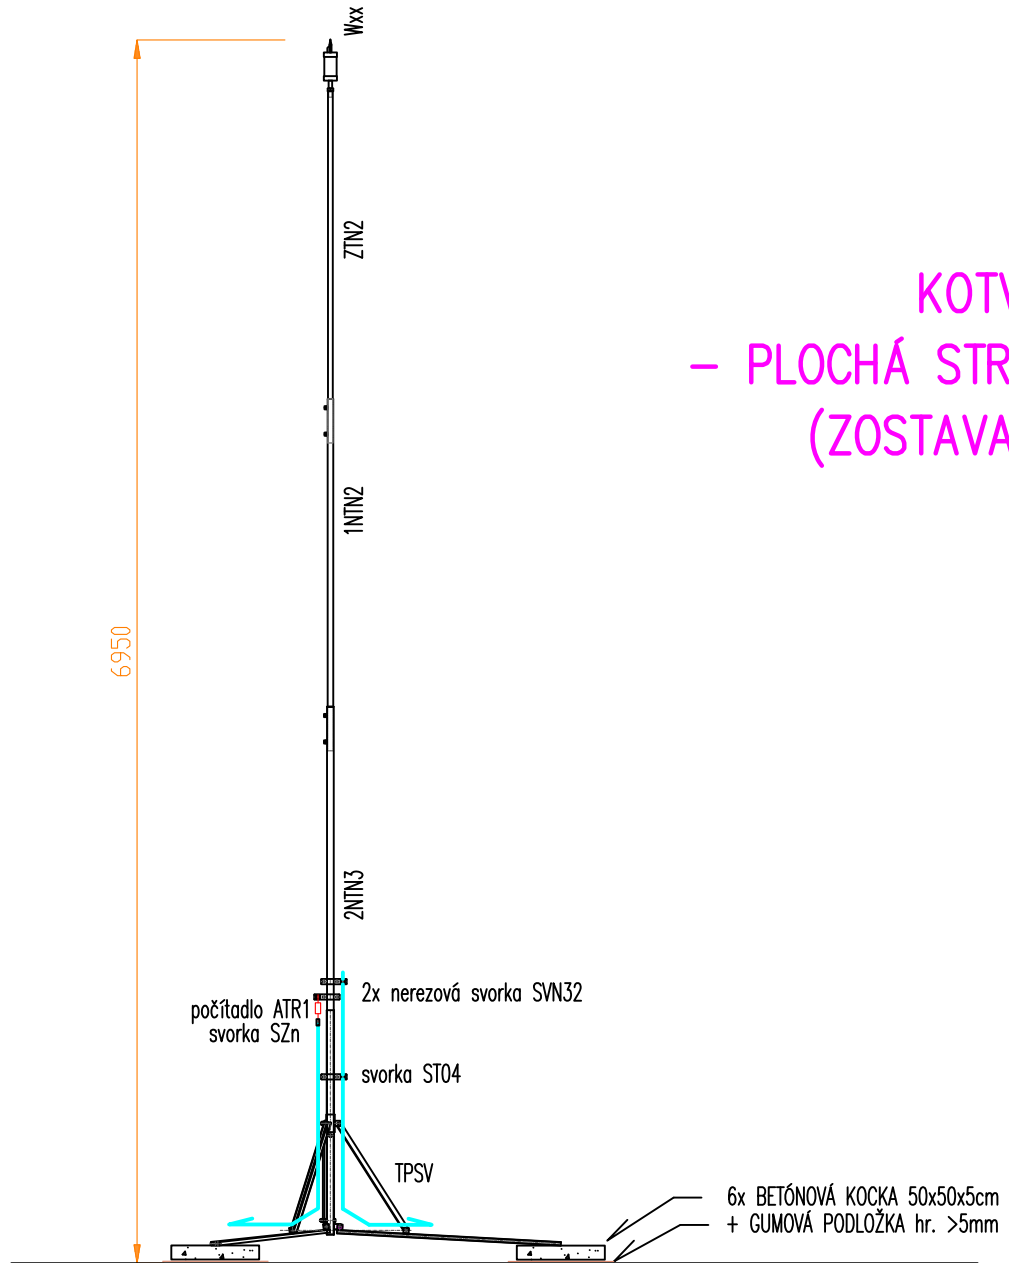 Wxx
ZTN2
KOTV
- PLOCHÁ STR
(ZOSTAVA
1NTN2
6950
2NTN3
2x nerezová svorka SVN32
počítadlo ATR1
svorka SZn
svorka ST04
TPSV
6x BETÓNOVÁ KOCKA 50x50x5cm
+ GUMOVÁ PODLOŽKA hr. >5mm